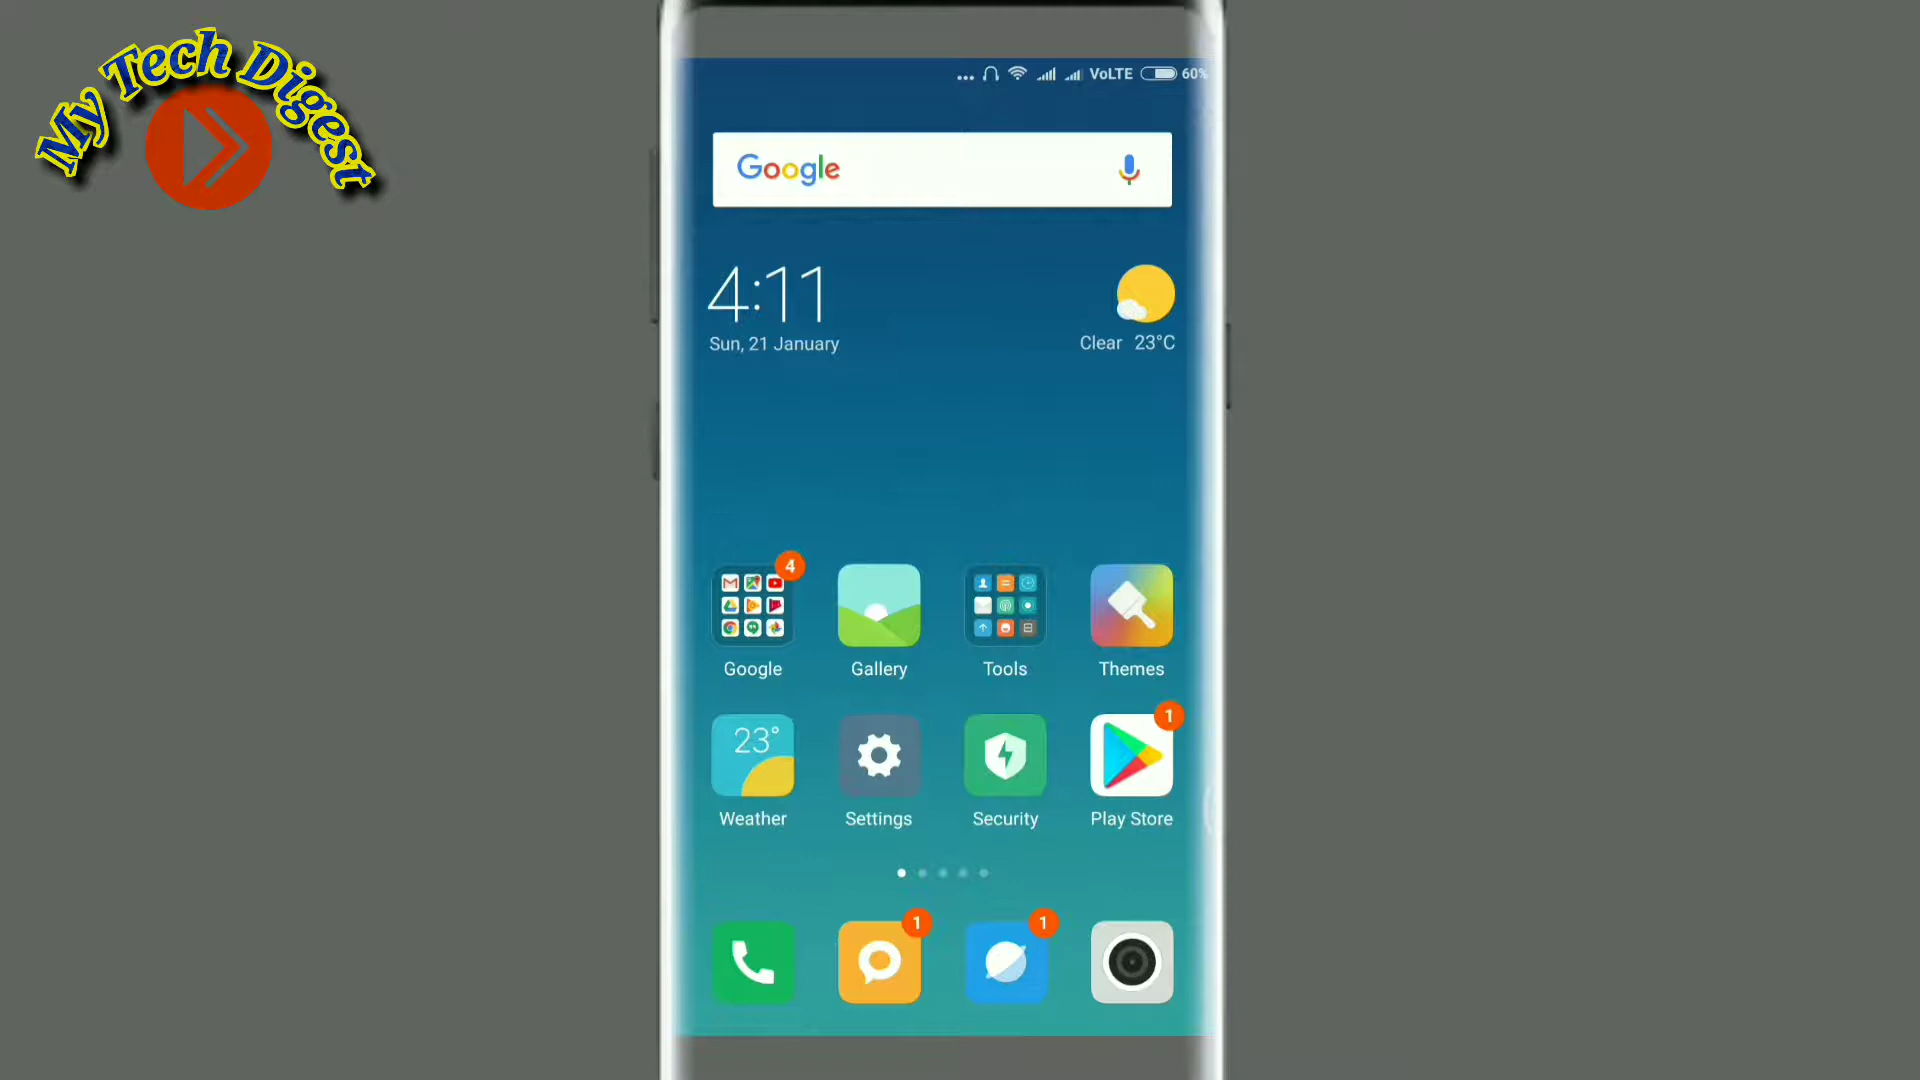 My Tech Digest
VoLTE 60%
Google
4:11
Sun, 21 January
Clear 23°C
4
Google
Gallery
Tools
Themes
23°
1
Weather
Settings
Security
Play Store
1
1